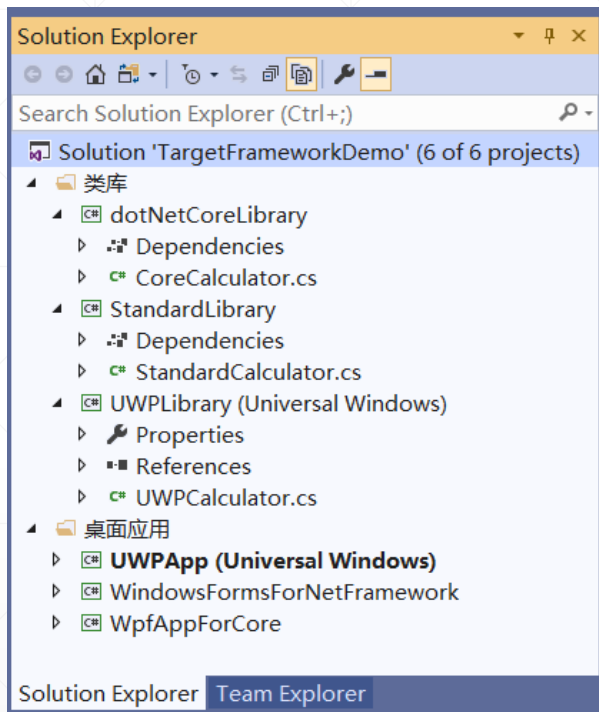 Solution Explorer
Search Solution Explorer (Ctrl+;)
Solution 'TargetFrameworkDemo' (6 of 6 projects)
类库
C# dotNetCoreLibrary
Dependencies
C# CoreCalculator.cs
C# StandardLibrary
Dependencies
C# StandardCalculator.cs
C# UWPLibrary (Universal Windows)
Properties
References
C# UWPCalculator.cs
桌面应用
C# UWPApp (Universal Windows)
C# WindowsFormsForNetFramework
C# WpfAppForCore
Solution Explorer Team Explorer